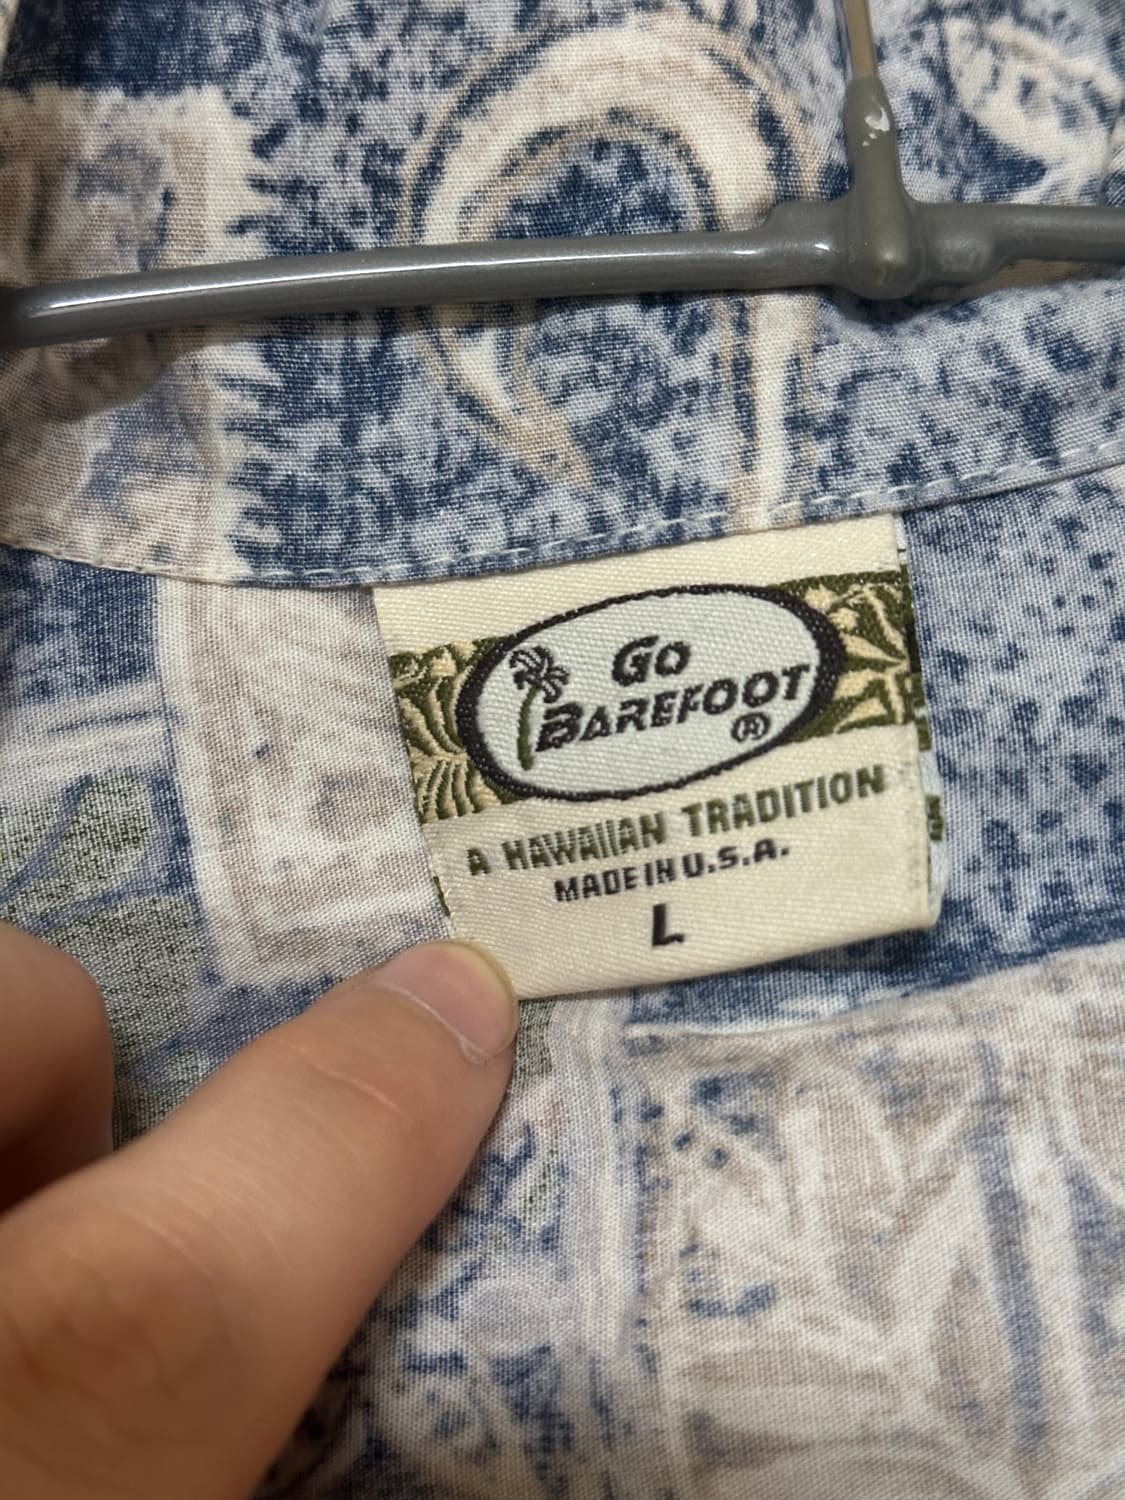 GO
BAREFOOT
®
A HAWAIIAN TRADITION
MADE IN U.S.A.
L